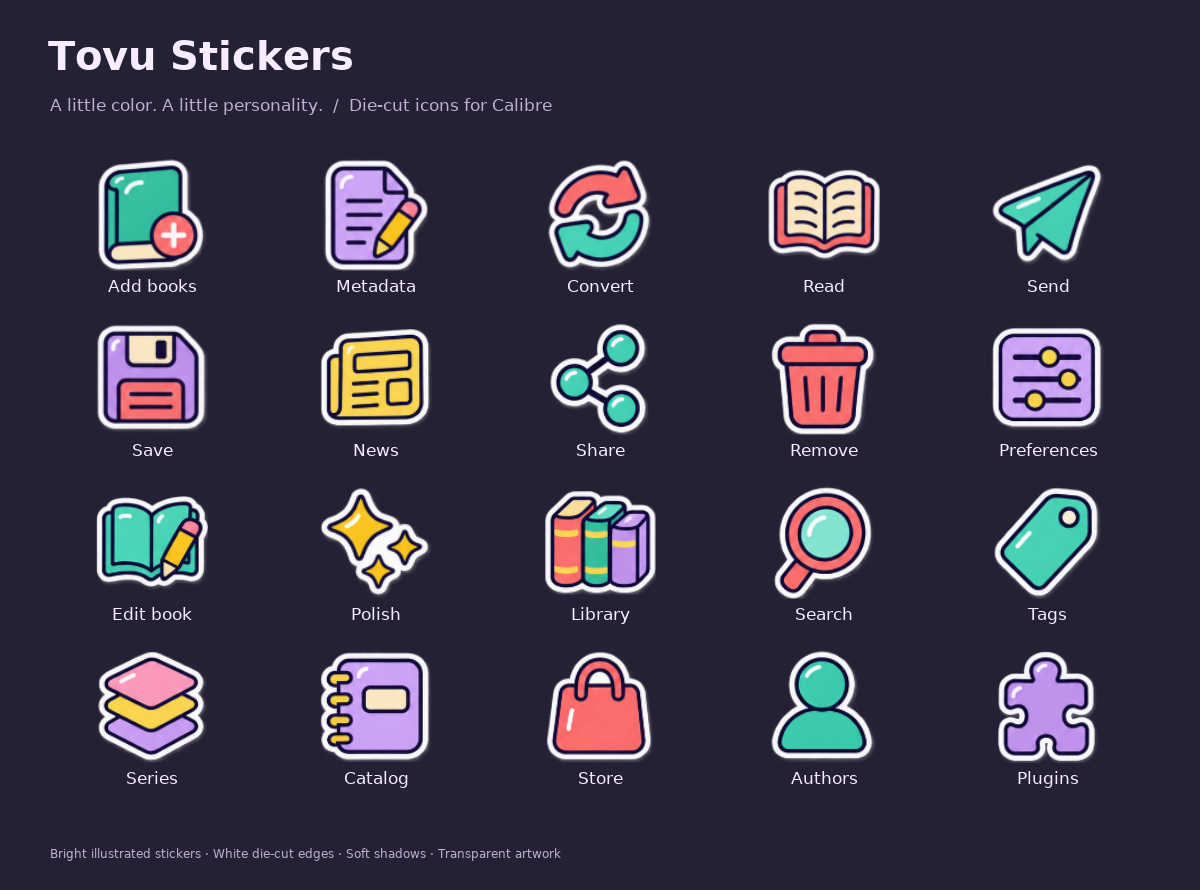 Tovu Stickers
A little color. A little personality.  /  Die-cut icons for Calibre
Add books
Metadata
Convert
Read
Send
Save
News
Share
Remove
Preferences
Edit book
Polish
Library
Search
Tags
Series
Catalog
Store
Authors
Plugins
Bright illustrated stickers · White die-cut edges · Soft shadows · Transparent artwork